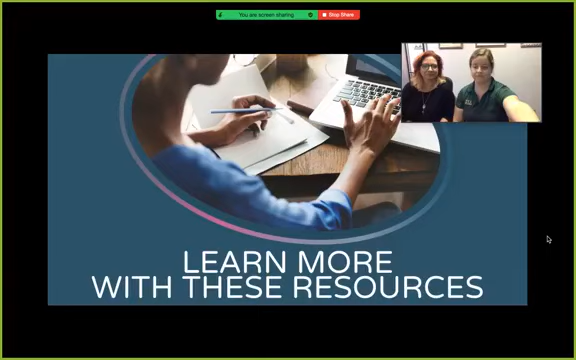 You are screen sharing
Stop Share
LEARN MORE
WITH THESE RESOURCES